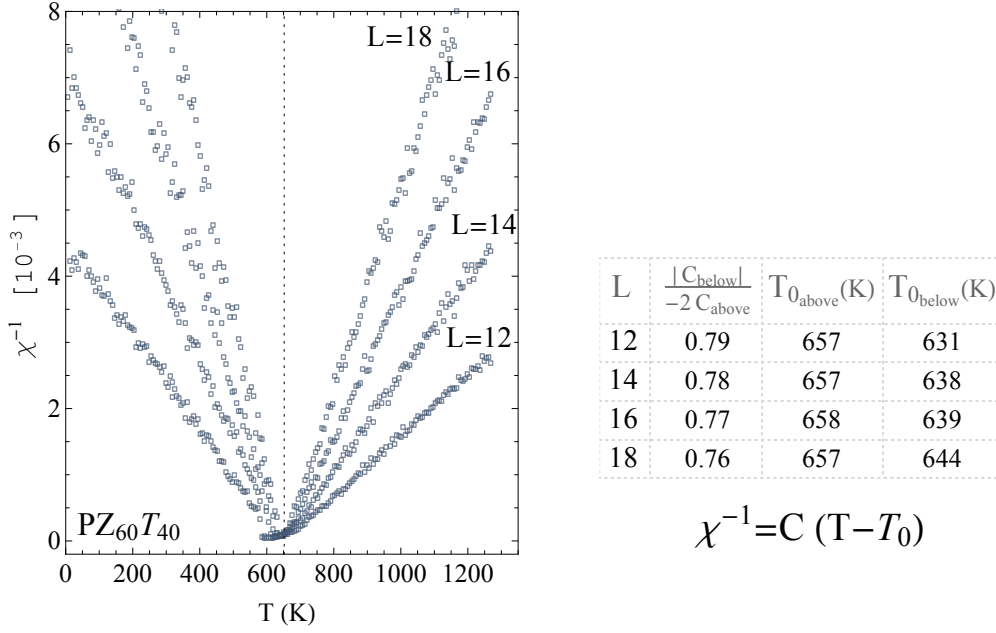 8
6
4
2
0
χ⁻¹ [10⁻³]
L=18
L=16
L=14
L=12
PZ₆₀T₄₀
0 200 400 600 800 1000 1200
T (K)
L |C_below| / −2 C_above T₀_above(K) T₀_below(K)
12 0.79 657 631
14 0.78 657 638
16 0.77 658 639
18 0.76 657 644
χ⁻¹=C (T−T₀)